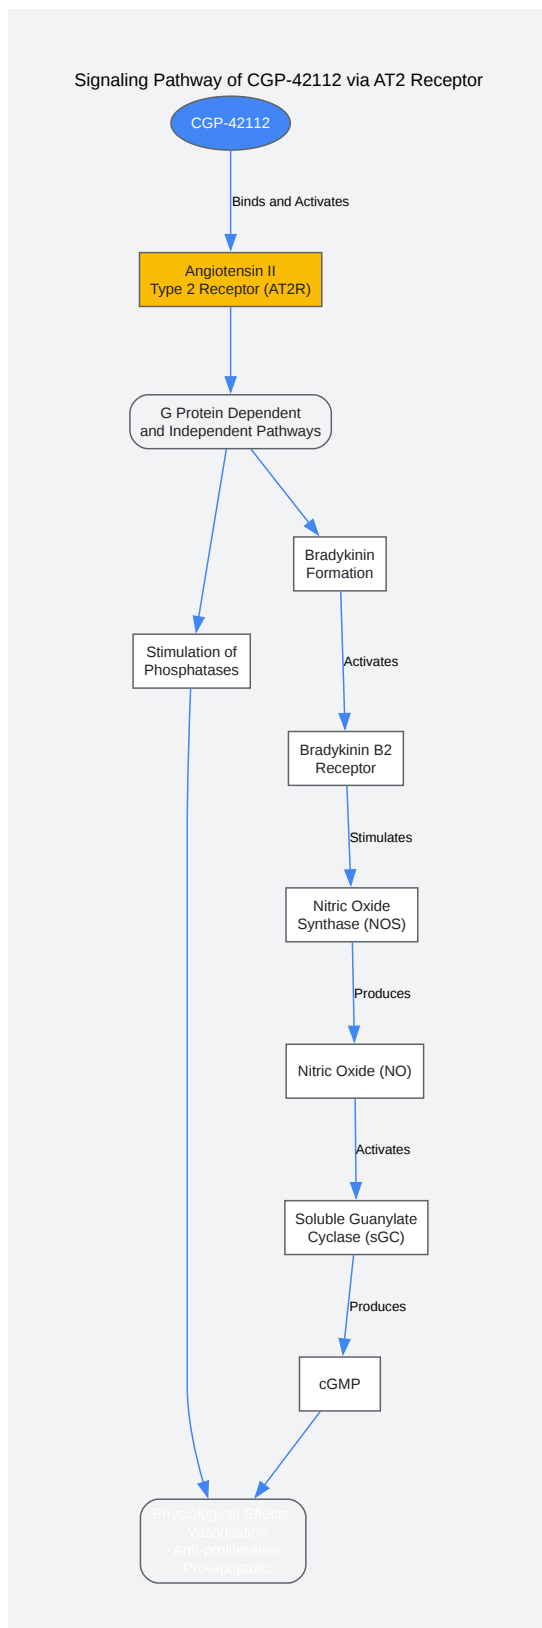 Signaling Pathway of CGP-42112 via AT2 Receptor
CGP-42112
Binds and Activates
Angiotensin II
Type 2 Receptor (AT2R)
G Protein Dependent
and Independent Pathways
Bradykinin
Formation
Stimulation of
Phosphatases
Activates
Bradykinin B2
Receptor
Stimulates
Nitric Oxide
Synthase (NOS)
Produces
Nitric Oxide (NO)
Activates
Soluble Guanylate
Cyclase (sGC)
Produces
cGMP
Physiological Effects:
- Vasodilation
- Anti-proliferative
- Pro-apoptotic